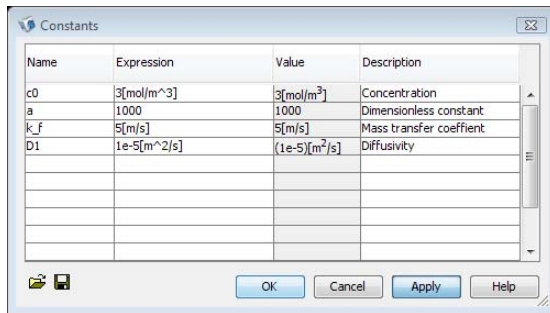 Constants
Name Expression Value Description
c0 3[mol/m^3] 3[mol/m³] Concentration
a 1000 1000 Dimensionless constant
k_f 5[m/s] 5[m/s] Mass transfer coeffient
D1 1e-5[m^2/s] (1e-5)[m²/s] Diffusivity
OK Cancel Apply Help